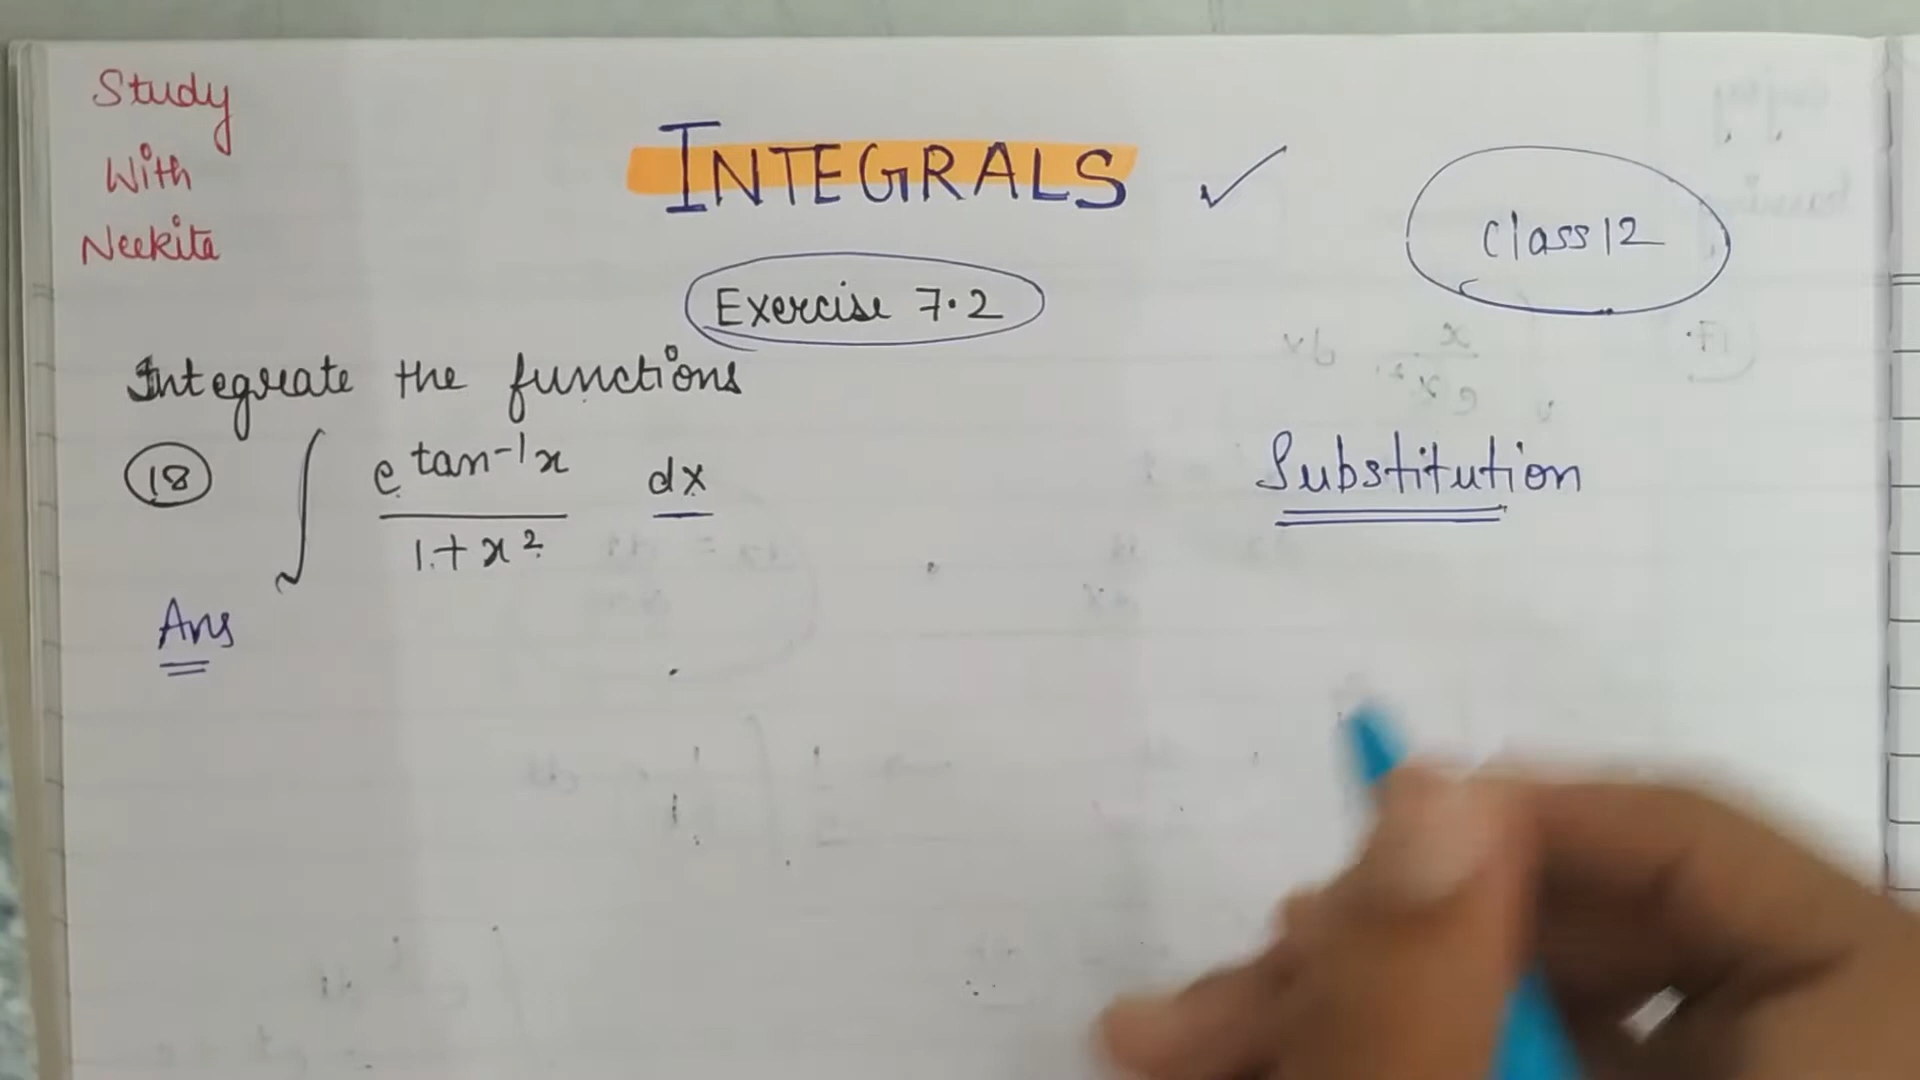 Study
With
Neekita
INTEGRALS ✓
Class 12
Exercise 7.2
Integrate the functions
(18) ∫ e^tan⁻¹x / 1+x² dx
Substitution
Ans